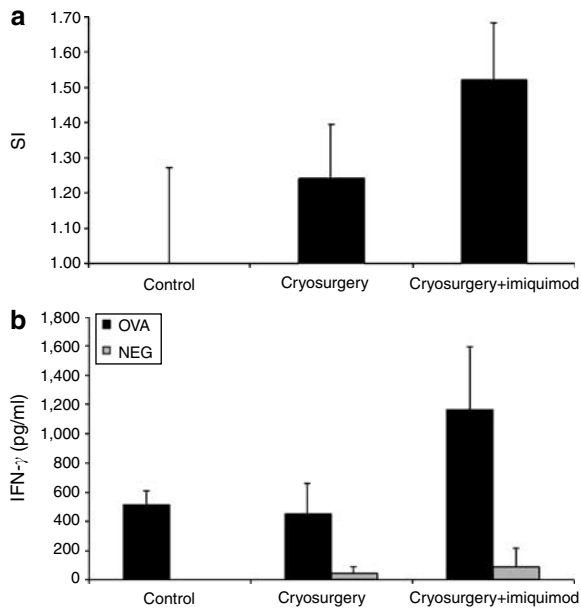 a
SI
1.70
1.60
1.50
1.40
1.30
1.20
1.10
1.00
Control Cryosurgery Cryosurgery+imiquimod
b
IFN-γ (pg/ml)
OVA
NEG
1,800
1,600
1,400
1,200
1,000
800
600
400
200
0
Control Cryosurgery Cryosurgery+imiquimod